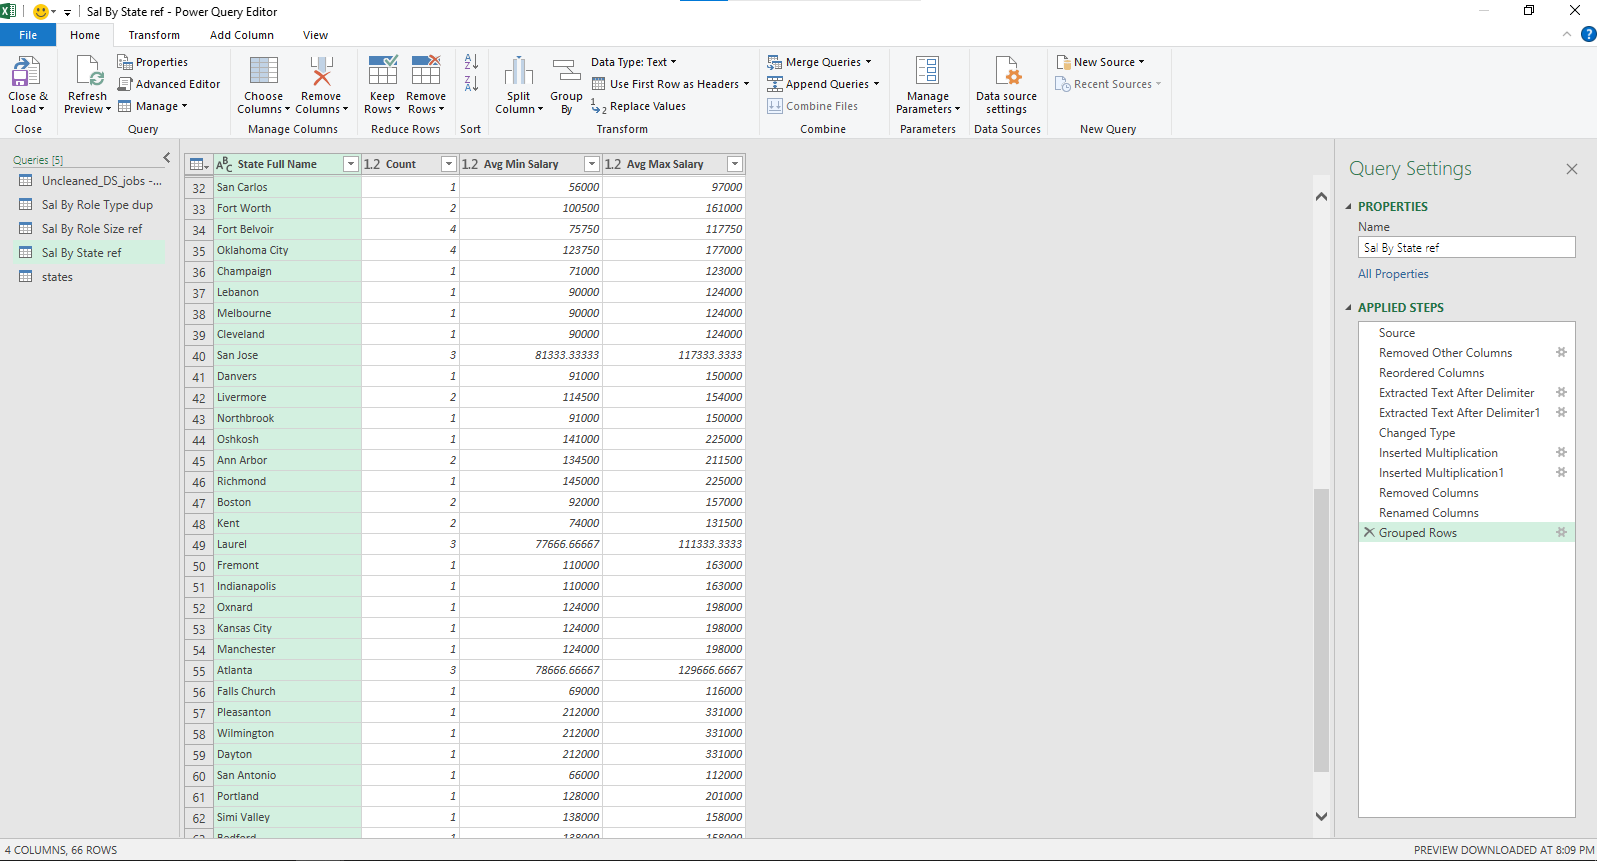 Sal By State ref - Power Query Editor
File Home Transform Add Column View
Close & Load
Close
Refresh Preview
Properties
Advanced Editor
Manage
Query
Choose Columns
Remove Columns
Manage Columns
Keep Rows
Remove Rows
Reduce Rows
Sort
Split Column
Group By
Data Type: Text
Use First Row as Headers
Replace Values
Transform
Merge Queries
Append Queries
Combine Files
Combine
Manage Parameters
Parameters
Data source settings
Data Sources
New Source
Recent Sources
New Query
Queries [5]
Uncleaned_DS_jobs -...
Sal By Role Type dup
Sal By Role Size ref
Sal By State ref
states
ABC State Full Name 1.2 Count 1.2 Avg Min Salary 1.2 Avg Max Salary
32 San Carlos 1 56000 97000
33 Fort Worth 2 100500 161000
34 Fort Belvoir 4 75750 117750
35 Oklahoma City 4 123750 177000
36 Champaign 1 71000 123000
37 Lebanon 1 90000 124000
38 Melbourne 1 90000 124000
39 Cleveland 1 90000 124000
40 San Jose 3 81333.33333 117333.3333
41 Danvers 1 91000 150000
42 Livermore 2 114500 154000
43 Northbrook 1 91000 150000
44 Oshkosh 1 141000 225000
45 Ann Arbor 2 134500 211500
46 Richmond 1 145000 225000
47 Boston 2 92000 157000
48 Kent 2 74000 131500
49 Laurel 3 77666.66667 111333.3333
50 Fremont 1 110000 163000
51 Indianapolis 1 110000 163000
52 Oxnard 1 124000 198000
53 Kansas City 1 124000 198000
54 Manchester 1 124000 198000
55 Atlanta 3 78666.66667 129666.6667
56 Falls Church 1 69000 116000
57 Pleasanton 1 212000 331000
58 Wilmington 1 212000 331000
59 Dayton 1 212000 331000
60 San Antonio 1 66000 112000
61 Portland 1 128000 201000
62 Simi Valley 1 138000 158000
63 Bedford 1 138000 158000
Query Settings
PROPERTIES
Name
Sal By State ref
All Properties
APPLIED STEPS
Source
Removed Other Columns
Reordered Columns
Extracted Text After Delimiter
Extracted Text After Delimiter1
Changed Type
Inserted Multiplication
Inserted Multiplication1
Removed Columns
Renamed Columns
Grouped Rows
4 COLUMNS, 66 ROWS
PREVIEW DOWNLOADED AT 8:09 PM